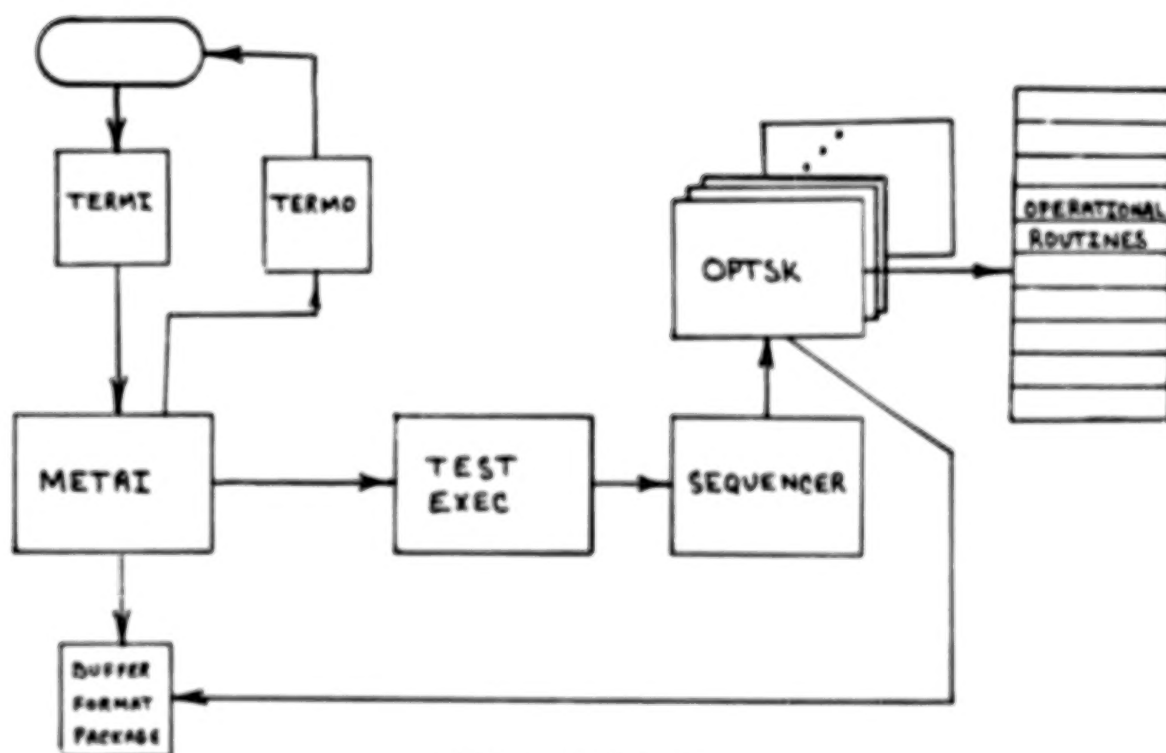 TERMI
TERMO
OPERATIONAL
ROUTINES
OPTSK
METAI
TEST
EXEC
SEQUENCER
BUFFER
FORMAT
PACKAGE